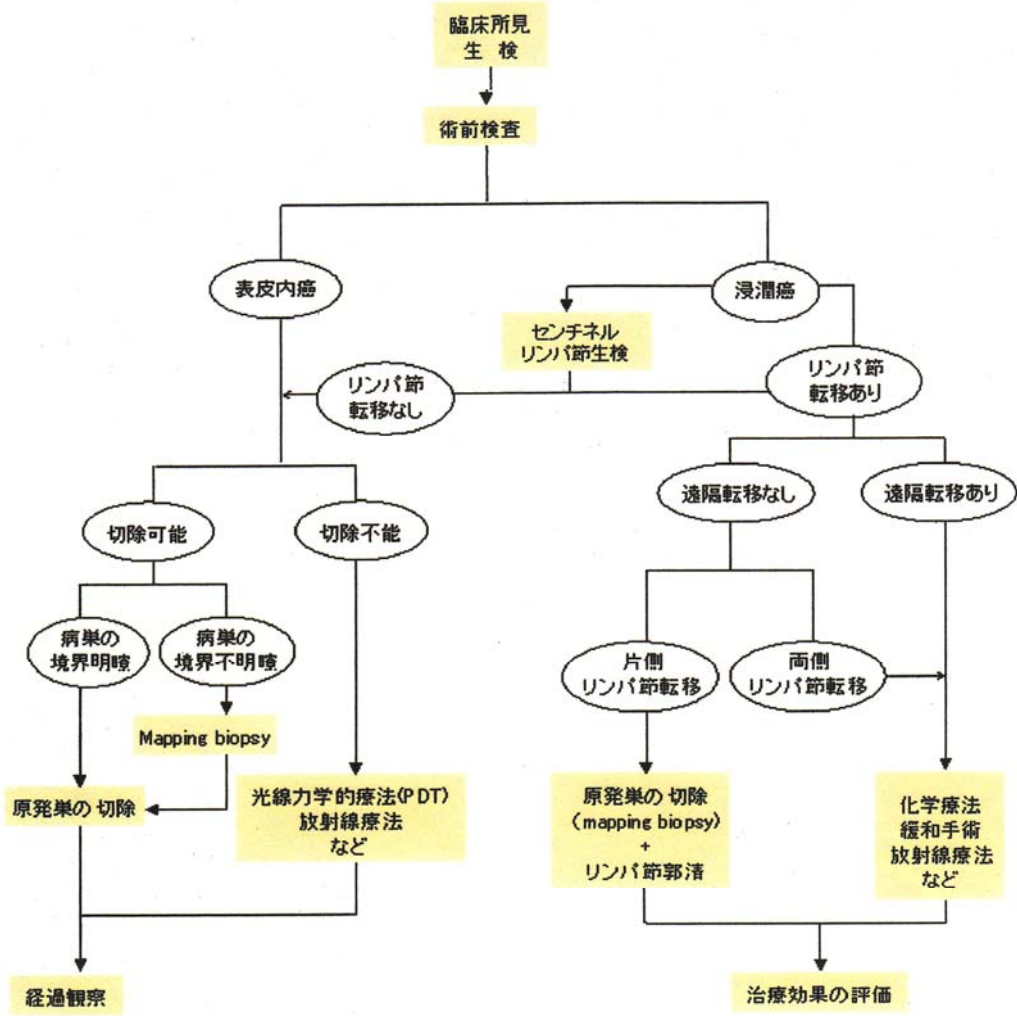 臨床所見
生 検
術前検査
表皮内癌
浸潤癌
センチネル
リンパ節生検
リンパ節
転移なし
リンパ節
転移あり
遠隔転移なし
遠隔転移あり
切除可能
切除不能
病巣の
境界明瞭
病巣の
境界不明瞭
片側
リンパ節転移
両側
リンパ節転移
Mapping biopsy
原発巣の切除
光線力学的療法(PDT)
放射線療法
など
原発巣の切除
(mapping biopsy)
+
リンパ節郭清
化学療法
緩和手術
放射線療法
など
経過観察
治療効果の評価